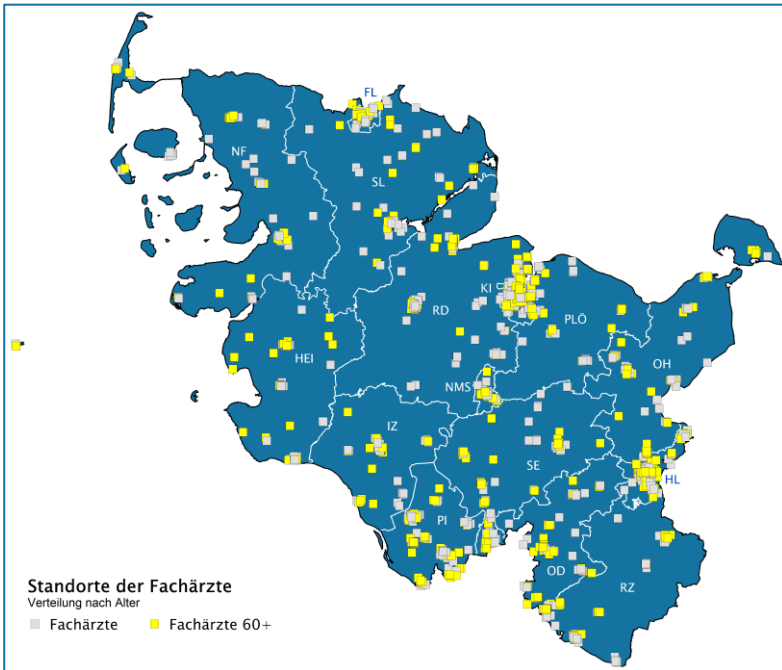 FL
NF
SL
KI
RD
PLÖ
HEI
OH
NMS
IZ
SE
HL
PI
OD
RZ
Standorte der Fachärzte
Verteilung nach Alter
Fachärzte
Fachärzte 60+